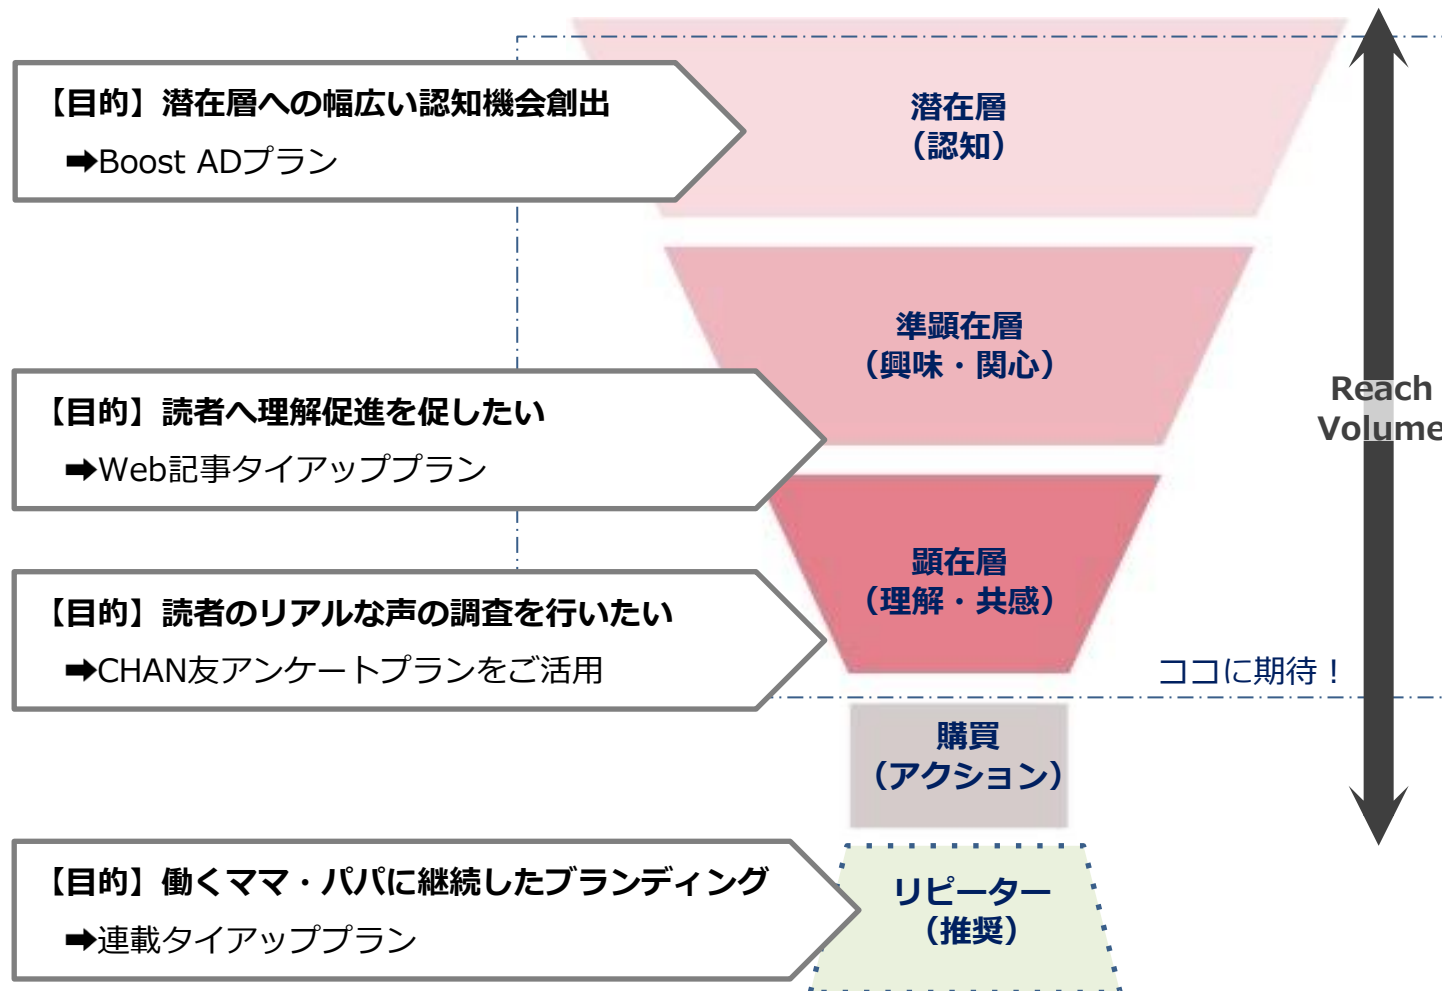 【目的】潜在層への幅広い認知機会創出
➡Boost ADプラン
潜在層
（認知）
準顕在層
（興味・関心）
【目的】読者へ理解促進を促したい
➡Web記事タイアッププラン
Reach
Volume
顕在層
（理解・共感）
【目的】読者のリアルな声の調査を行いたい
➡CHAN友アンケートプランをご活用
ココに期待！
購買
（アクション）
【目的】働くママ・パパに継続したブランディング
➡連載タイアッププラン
リピーター
（推奨）